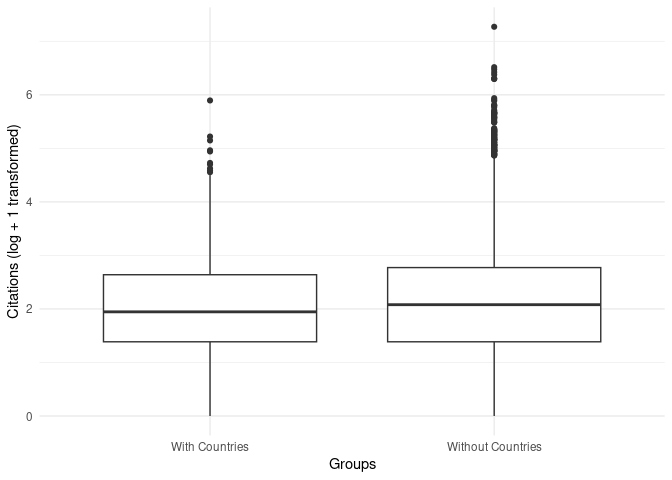 Citations (log + 1 transformed)
6
4
2
0
With Countries
Without Countries
Groups